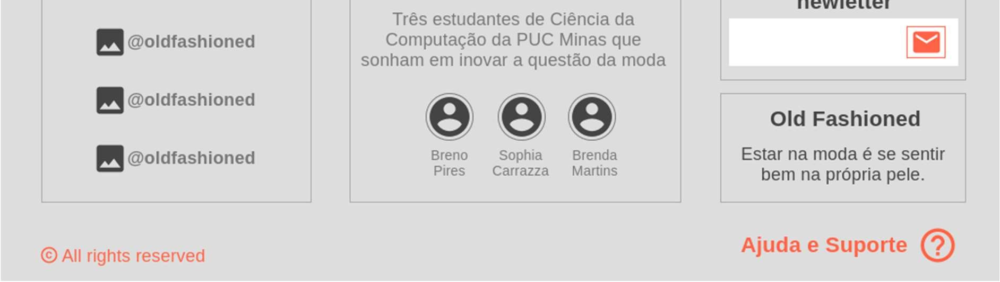 @oldfashioned
@oldfashioned
@oldfashioned
Três estudantes de Ciência da
Computação da PUC Minas que
sonham em inovar a questão da moda
Breno
Pires
Sophia
Carrazza
Brenda
Martins
newletter
Old Fashioned
Estar na moda é se sentir
bem na própria pele.
© All rights reserved
Ajuda e Suporte